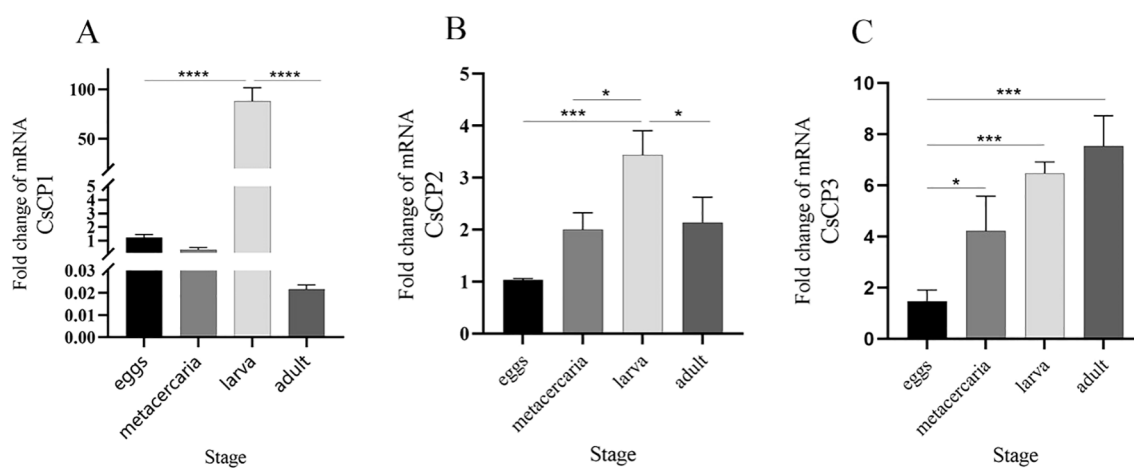 A
Fold change of mRNA
CsCP1
100
50
5
4
3
2
1
0.03
0.02
0.01
0.00
****
****
eggs
metacercaria
larva
adult
Stage
B
Fold change of mRNA
CsCP2
5
4
3
2
1
0
*
***
*
eggs
metacercaria
larva
adult
Stage
C
Fold change of mRNA
CsCP3
10
8
6
4
2
0
***
***
*
eggs
metacercaria
larva
adult
Stage